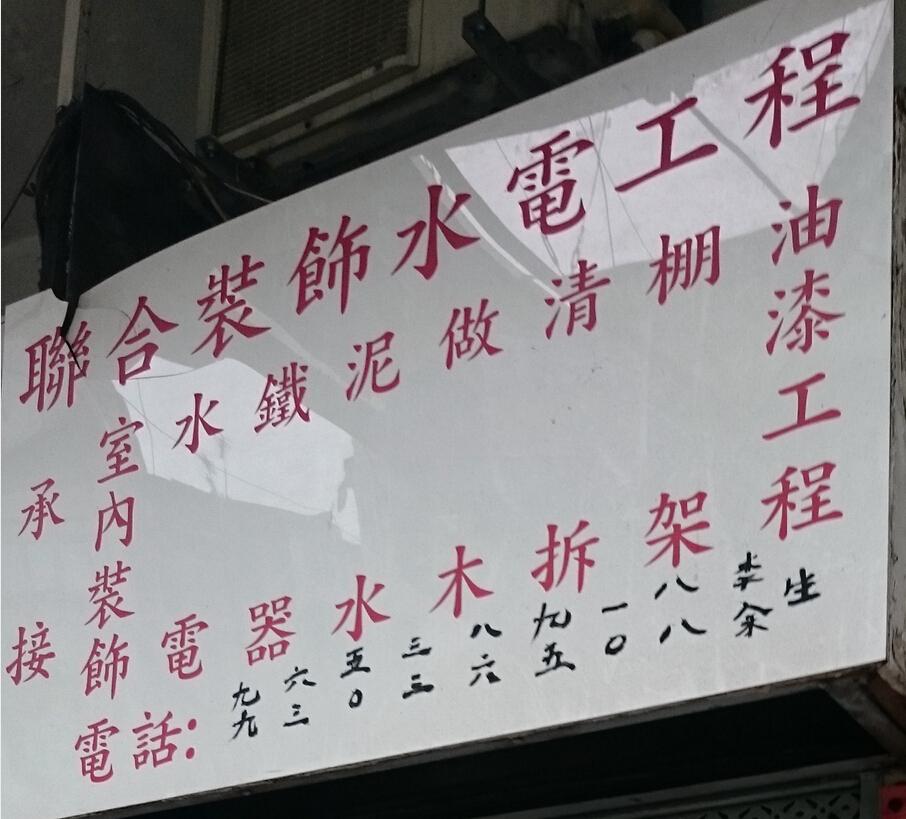 聯合裝飾水電工程
承接
室內裝飾
水電
鐵器
泥水
做木
清拆
棚架
油漆工程
電話:
九六五三八九一八 李生
九三0三六五0八 余